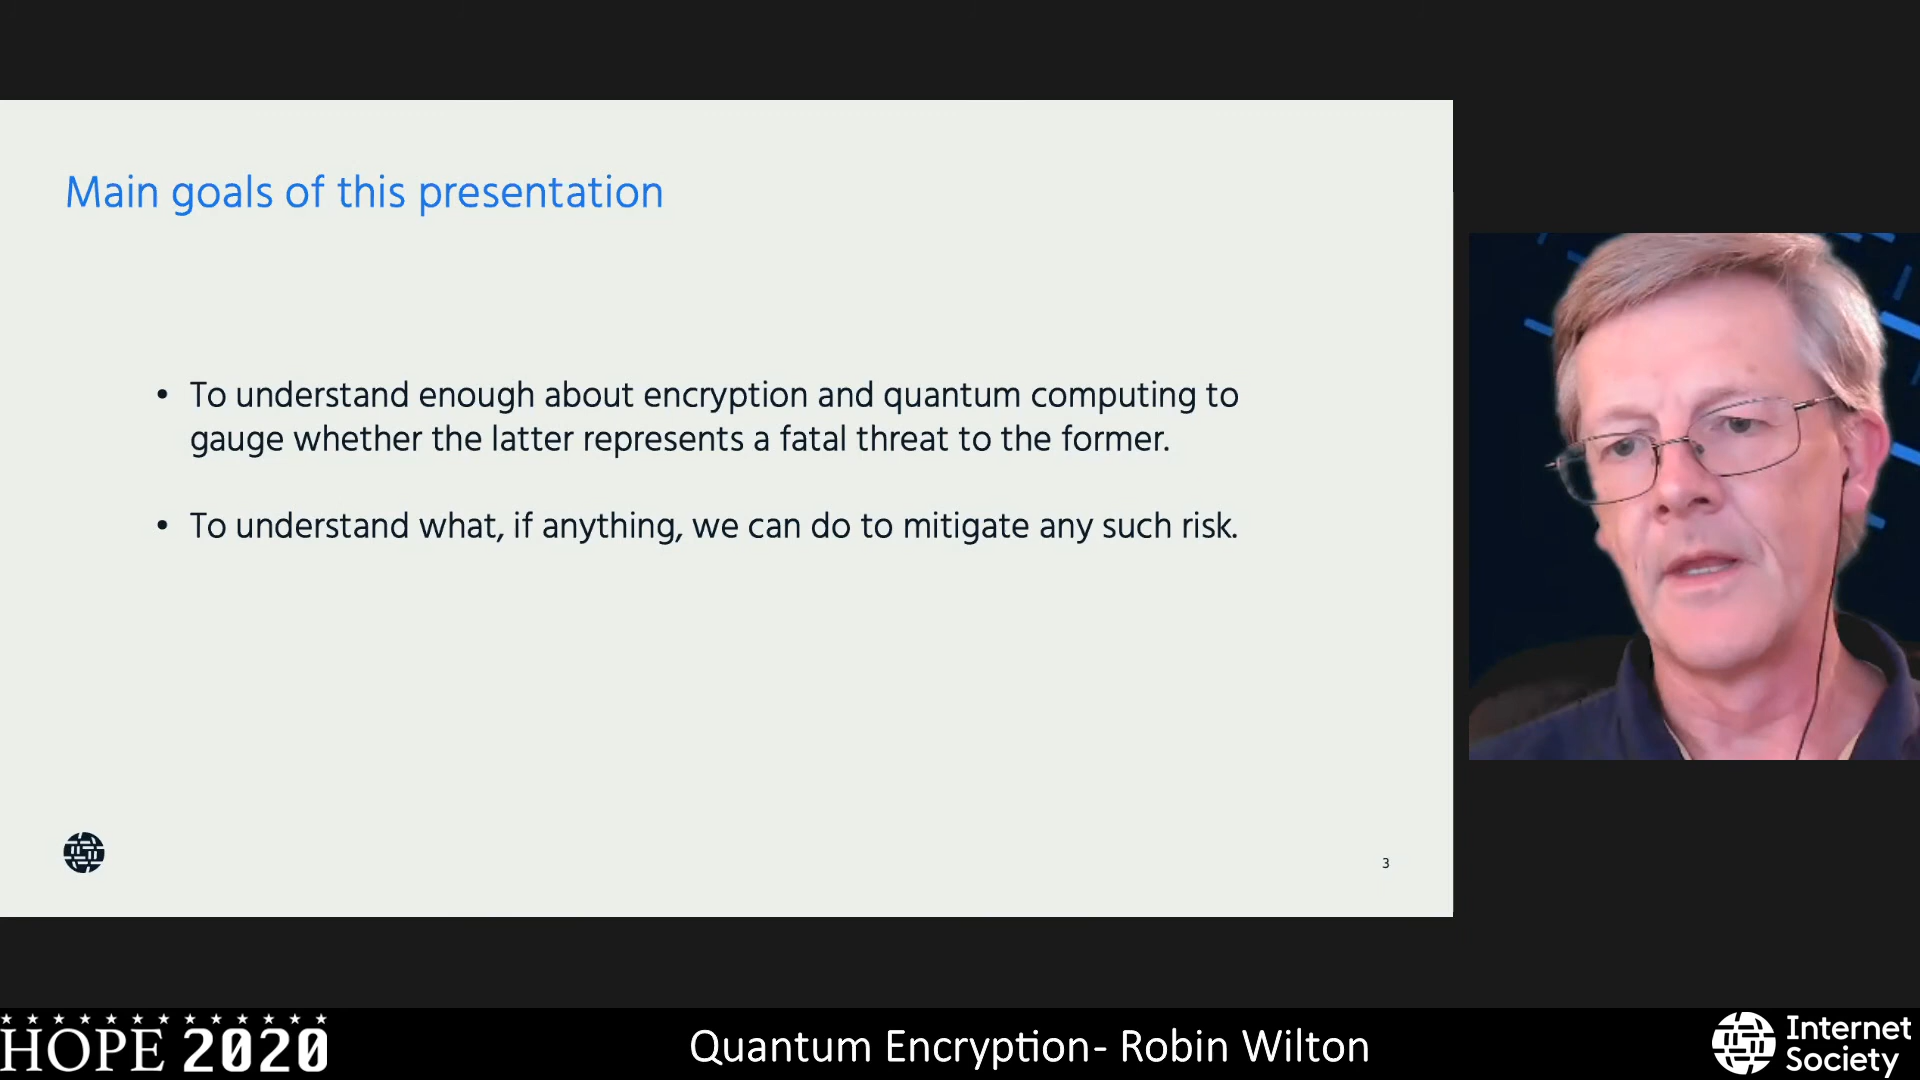 Main goals of this presentation
• To understand enough about encryption and quantum computing to
gauge whether the latter represents a fatal threat to the former.
• To understand what, if anything, we can do to mitigate any such risk.
3
HOPE 2020
Quantum Encryption- Robin Wilton
Internet
Society